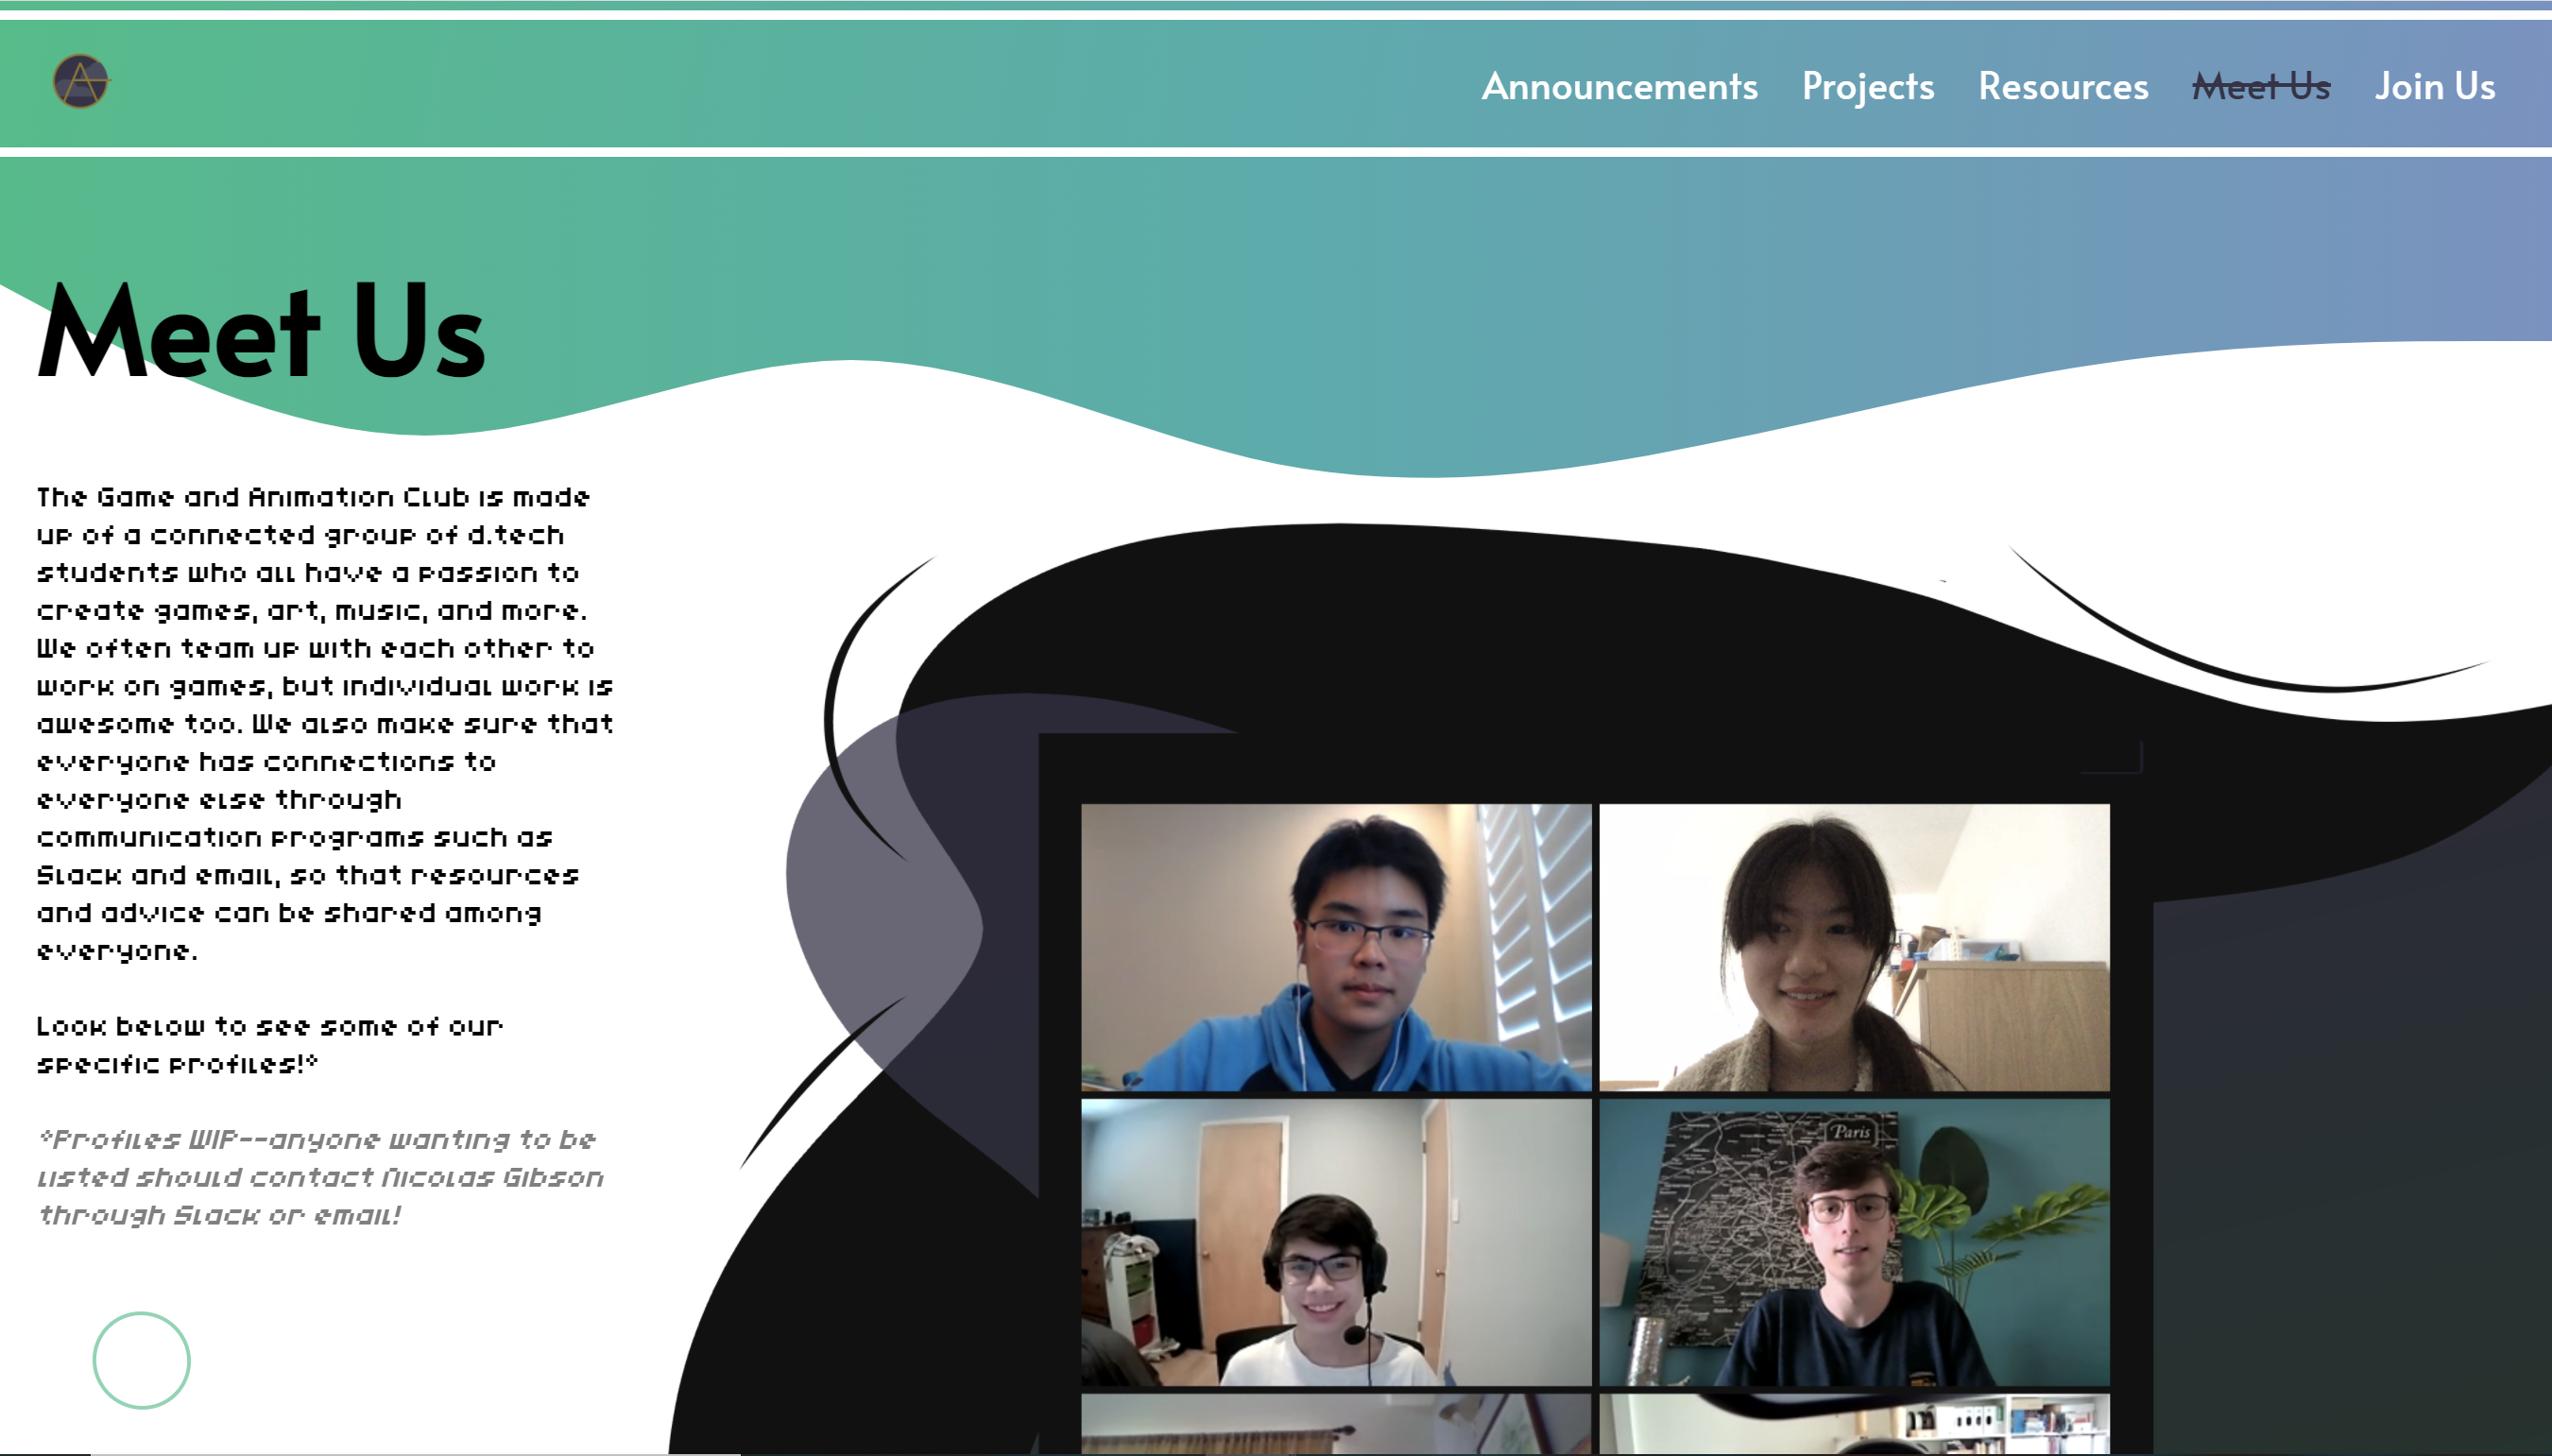 Announcements Projects Resources Meet Us Join Us
Meet Us
The Game and Animation Club is made
up of a connected group of d.tech
students who all have a passion to
create games, art, music, and more.
We often team up with each other to
work on games, but individual work is
awesome too. We also make sure that
everyone has connections to
everyone else through
communication programs such as
Slack and email, so that resources
and advice can be shared among
everyone.
Look below to see some of our
specific profiles!*
*Profiles WIP--anyone wanting to be
listed should contact Nicolas Gibson
through Slack or email!
Paris